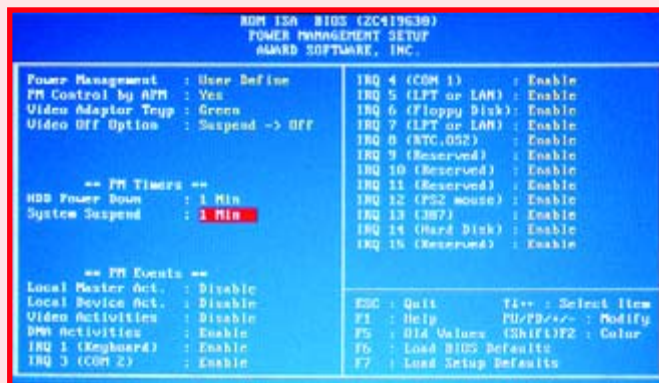 ROM ISA BIOS (ZC419638)
POWER MANAGEMENT SETUP
AWARD SOFTWARE, INC.
Power Management : User Define
PM Control by APM : Yes
Video Adaptor Teyp : Green
Video Off Option : Suspend -> Off
== PM Timers ==
HDD Power Down : 1 Min
System Suspend : 1 Min
== PM Events ==
Local Master Act. : Disable
Local Device Act. : Disable
Video Activities : Disable
DMA Activities : Enable
IRQ 1 (Keyboard) : Enable
IRQ 3 (COM 2) : Enable
IRQ 4 (COM 1) : Enable
IRQ 5 (LPT or LAN) : Enable
IRQ 6 (Floppy Disk): Enable
IRQ 7 (LPT or LAN) : Enable
IRQ 8 (RTC.OS2) : Enable
IRQ 9 (Reserved) : Enable
IRQ 10 (Reserved) : Enable
IRQ 11 (Reserved) : Enable
IRQ 12 (PS2 mouse) : Enable
IRQ 13 (387) : Enable
IRQ 14 (Hard Disk) : Enable
IRQ 15 (Reserved) : Enable
ESC : Quit : Select Item
F1 : Help PU/PD/+/- : Modify
F5 : Old Values (Shift)F2 : Color
F6 : Load BIOS Defaults
F7 : Load Setup Defaults